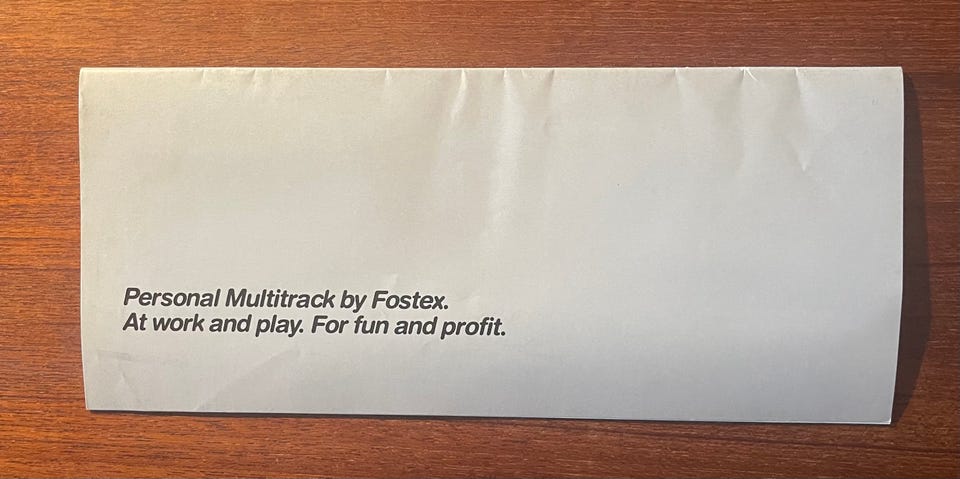 Personal Multitrack by Fostex.
At work and play. For fun and profit.